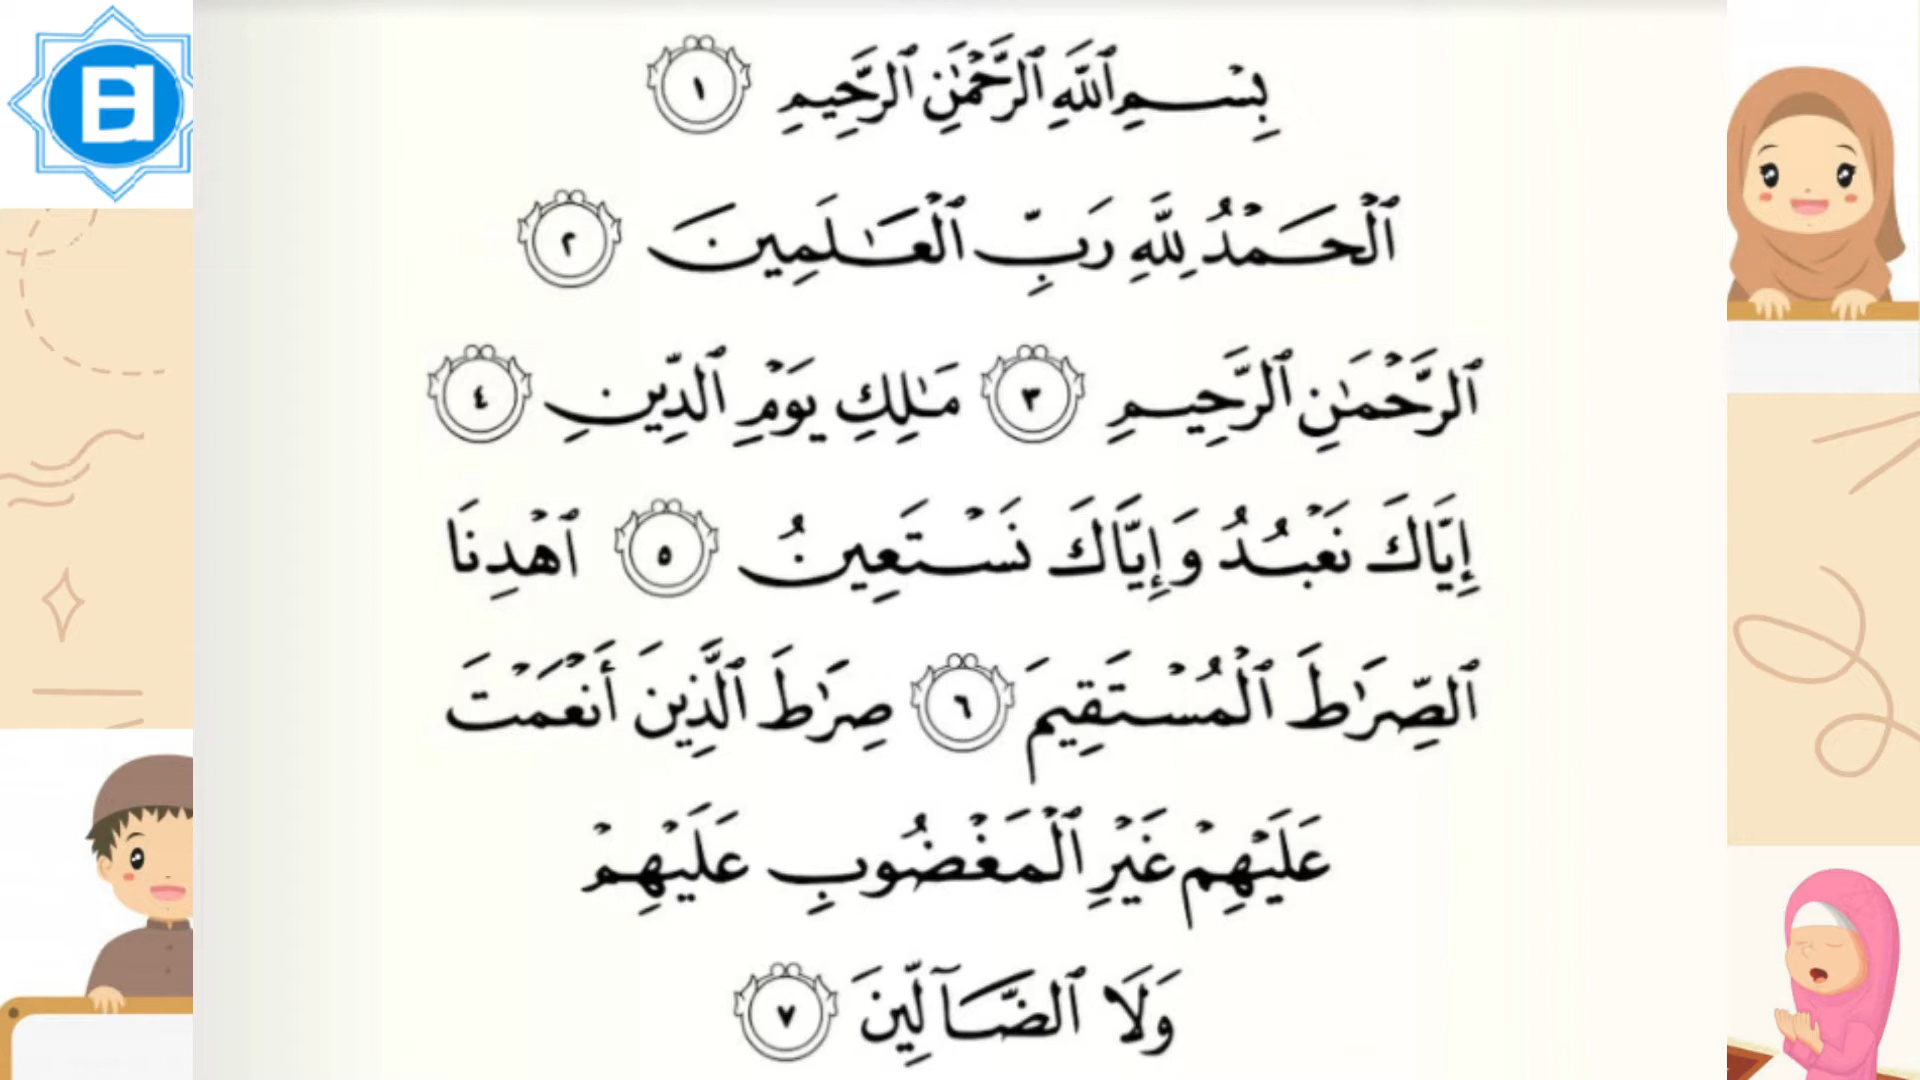 بِسۡمِ ٱللَّهِ ٱلرَّحۡمَٰنِ ٱلرَّحِيمِ ١
ٱلۡحَمۡدُ لِلَّهِ رَبِّ ٱلۡعَٰلَمِينَ ٢
ٱلرَّحۡمَٰنِ ٱلرَّحِيمِ ٣ مَٰلِكِ يَوۡمِ ٱلدِّينِ ٤
إِيَّاكَ نَعۡبُدُ وَإِيَّاكَ نَسۡتَعِينُ ٥ ٱهۡدِنَا
ٱلصِّرَٰطَ ٱلۡمُسۡتَقِيمَ ٦ صِرَٰطَ ٱلَّذِينَ أَنۡعَمۡتَ
عَلَيۡهِمۡ غَيۡرِ ٱلۡمَغۡضُوبِ عَلَيۡهِمۡ
وَلَا ٱلضَّآلِّينَ ٧